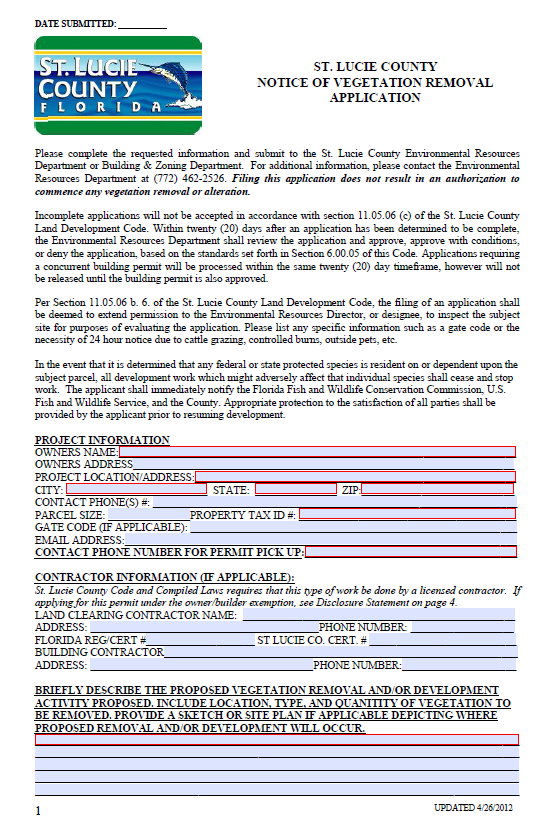 DATE SUBMITTED: __________
ST. LUCIE
COUNTY
FLORIDA
ST. LUCIE COUNTY
NOTICE OF VEGETATION REMOVAL
APPLICATION
Please complete the requested information and submit to the St. Lucie County Environmental Resources
Department or Building & Zoning Department. For additional information, please contact the Environmental
Resources Department at (772) 462-2526. Filing this application does not result in an authorization to
commence any vegetation removal or alteration.
Incomplete applications will not be accepted in accordance with section 11.05.06 (c) of the St. Lucie County
Land Development Code. Within twenty (20) days after an application has been determined to be complete,
the Environmental Resources Department shall review the application and approve, approve with conditions,
or deny the application, based on the standards set forth in Section 6.00.05 of this Code. Applications requiring
a concurrent building permit will be processed within the same twenty (20) day timeframe, however will not
be released until the building permit is also approved.
Per Section 11.05.06 b. 6. of the St. Lucie County Land Development Code, the filing of an application shall
be deemed to extend permission to the Environmental Resources Director, or designee, to inspect the subject
site for purposes of evaluating the application. Please list any specific information such as a gate code or the
necessity of 24 hour notice due to cattle grazing, controlled burns, outside pets, etc.
In the event that it is determined that any federal or state protected species is resident on or dependent upon the
subject parcel, all development work which might adversely affect that individual species shall cease and stop
work. The applicant shall immediately notify the Florida Fish and Wildlife Conservation Commission, U.S.
Fish and Wildlife Service, and the County. Appropriate protection to the satisfaction of all parties shall be
provided by the applicant prior to resuming development.
PROJECT INFORMATION
OWNERS NAME:
OWNERS ADDRESS
PROJECT LOCATION/ADDRESS:
CITY: STATE: ZIP:
CONTACT PHONE(S) #:
PARCEL SIZE: PROPERTY TAX ID #:
GATE CODE (IF APPLICABLE):
EMAIL ADDRESS:
CONTACT PHONE NUMBER FOR PERMIT PICK UP:
CONTRACTOR INFORMATION (IF APPLICABLE):
St. Lucie County Code and Compiled Laws requires that this type of work be done by a licensed contractor. If
applying for this permit under the owner/builder exemption, see Disclosure Statement on page 4.
LAND CLEARING CONTRACTOR NAME:
ADDRESS: PHONE NUMBER:
FLORIDA REG/CERT # ST LUCIE CO. CERT. #
BUILDING CONTRACTOR
ADDRESS: PHONE NUMBER:
BRIEFLY DESCRIBE THE PROPOSED VEGETATION REMOVAL AND/OR DEVELOPMENT
ACTIVITY PROPOSED. INCLUDE LOCATION, TYPE, AND QUANITITY OF VEGETATION TO
BE REMOVED. PROVIDE A SKETCH OR SITE PLAN IF APPLICABLE DEPICTING WHERE
PROPOSED REMOVAL AND/OR DEVELOPMENT WILL OCCUR.
1
UPDATED 4/26/2012